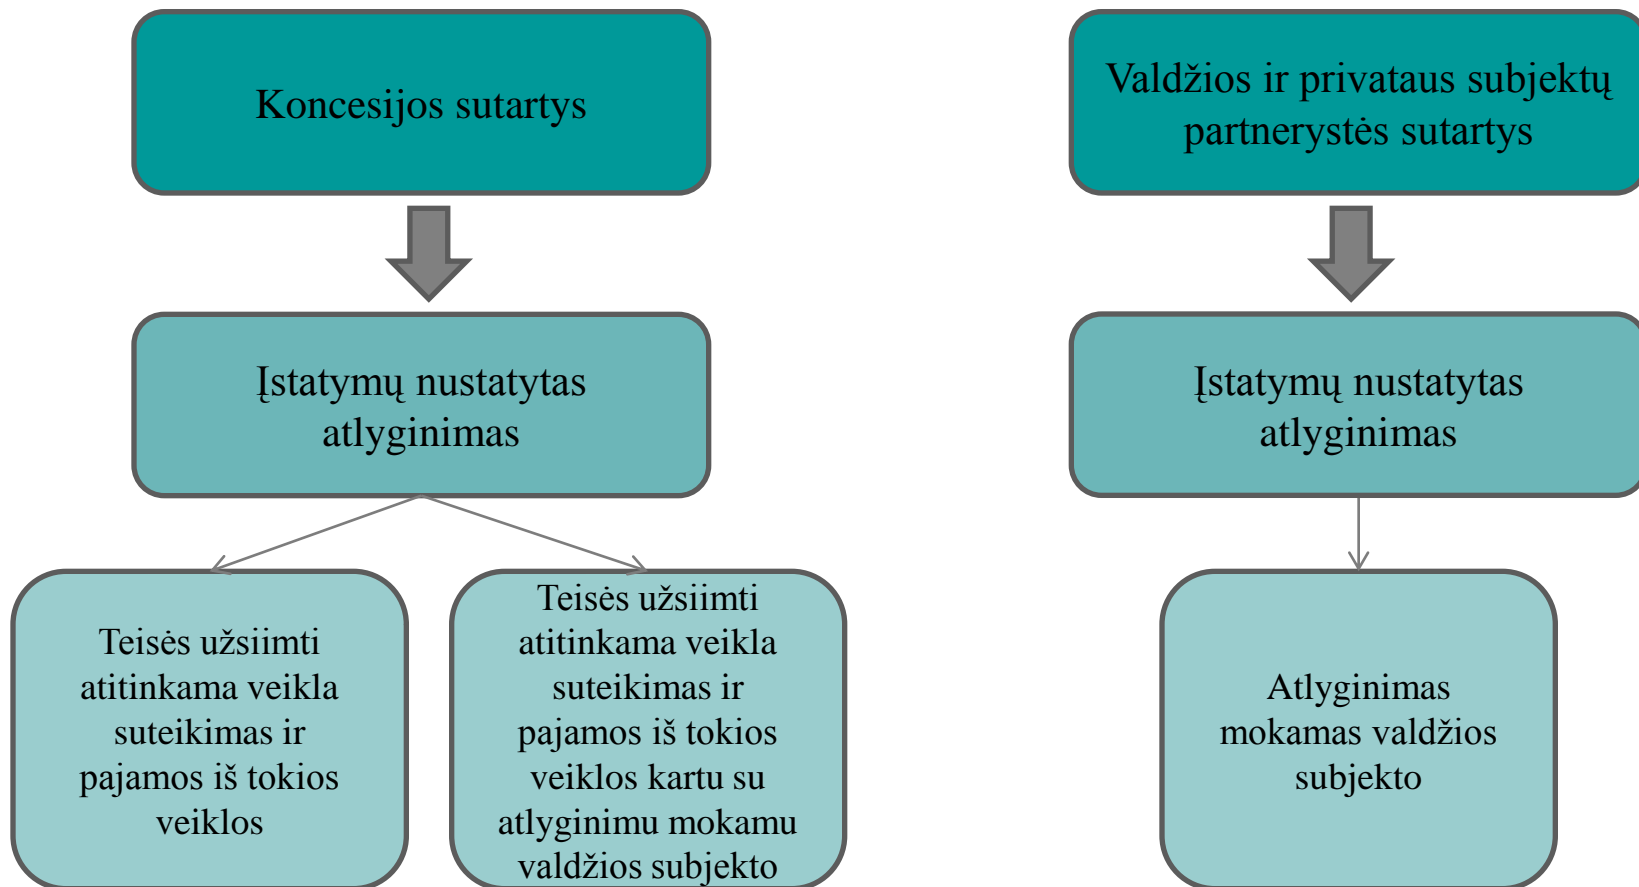 Koncesijos sutartys
Valdžios ir privataus subjektų
partnerystės sutartys
Įstatymų nustatytas
atlyginimas
Įstatymų nustatytas
atlyginimas
Teisės užsiimti
atitinkama veikla
suteikimas ir
pajamos iš tokios
veiklos
Teisės užsiimti
atitinkama veikla
suteikimas ir
pajamos iš tokios
veiklos kartu su
atlyginimu mokamu
valdžios subjekto
Atlyginimas
mokamas valdžios
subjekto